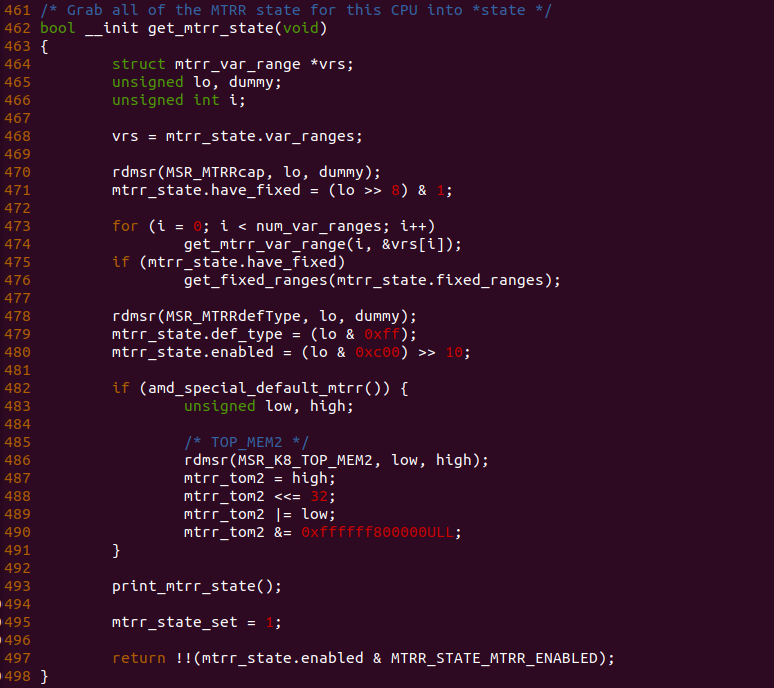 461 /* Grab all of the MTRR state for this CPU into *state */
462 bool __init get_mtrr_state(void)
463 {
464         struct mtrr_var_range *vrs;
465         unsigned lo, dummy;
466         unsigned int i;
467
468         vrs = mtrr_state.var_ranges;
469
470         rdmsr(MSR_MTRRcap, lo, dummy);
471         mtrr_state.have_fixed = (lo >> 8) & 1;
472
473         for (i = 0; i < num_var_ranges; i++)
474                 get_mtrr_var_range(i, &vrs[i]);
475         if (mtrr_state.have_fixed)
476                 get_fixed_ranges(mtrr_state.fixed_ranges);
477
478         rdmsr(MSR_MTRRdefType, lo, dummy);
479         mtrr_state.def_type = (lo & 0xff);
480         mtrr_state.enabled = (lo & 0xc00) >> 10;
481
482         if (amd_special_default_mtrr()) {
483                 unsigned low, high;
484
485                 /* TOP_MEM2 */
486                 rdmsr(MSR_K8_TOP_MEM2, low, high);
487                 mtrr_tom2 = high;
488                 mtrr_tom2 <<= 32;
489                 mtrr_tom2 |= low;
490                 mtrr_tom2 &= 0xffffff800000ULL;
491         }
492
493         print_mtrr_state();
494
495         mtrr_state_set = 1;
496
497         return !!(mtrr_state.enabled & MTRR_STATE_MTRR_ENABLED);
498 }